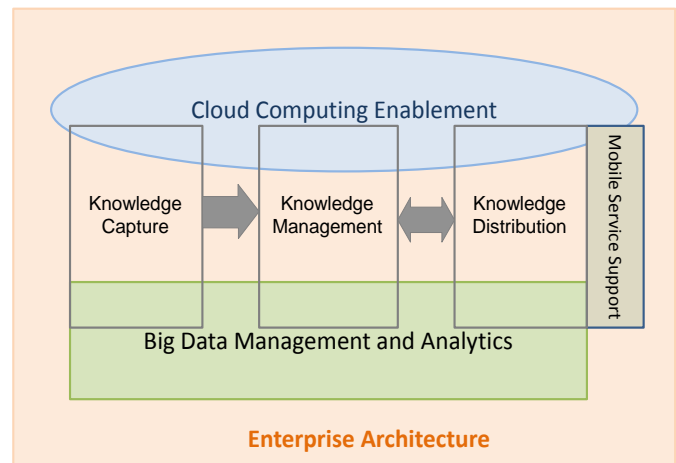 Cloud Computing Enablement
Knowledge
Capture
Knowledge
Management
Knowledge
Distribution
Mobile Service Support
Big Data Management and Analytics
Enterprise Architecture